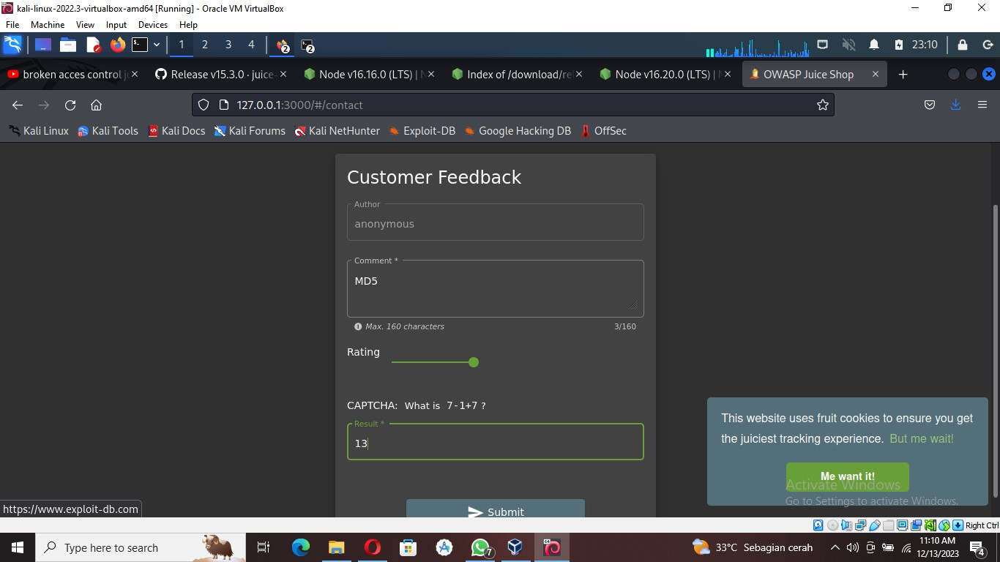 kali-linux-2022.3-virtualbox-amd64 [Running] - Oracle VM VirtualBox
File Machine View Input Devices Help
1 2 3 4 2 2 23:10
broken acces control j
Release v15.3.0 · juice-
Node v16.16.0 (LTS) |
Index of /download/re
Node v16.20.0 (LTS) |
OWASP Juice Shop
127.0.0.1:3000/#/contact
Kali Linux Kali Tools Kali Docs Kali Forums Kali NetHunter Exploit-DB Google Hacking DB OffSec
Customer Feedback
Author
anonymous
Comment *
MD5
Max. 160 characters 3/160
Rating
CAPTCHA: What is 7-1+7 ?
Result *
13
Submit
This website uses fruit cookies to ensure you get
the juiciest tracking experience. But me wait!
Me want it!
Activate Windows
Go to Settings to activate Windows.
https://www.exploit-db.com
Right Ctrl
Type here to search
7
33°C Sebagian cerah
11:10 AM
12/13/2023
4